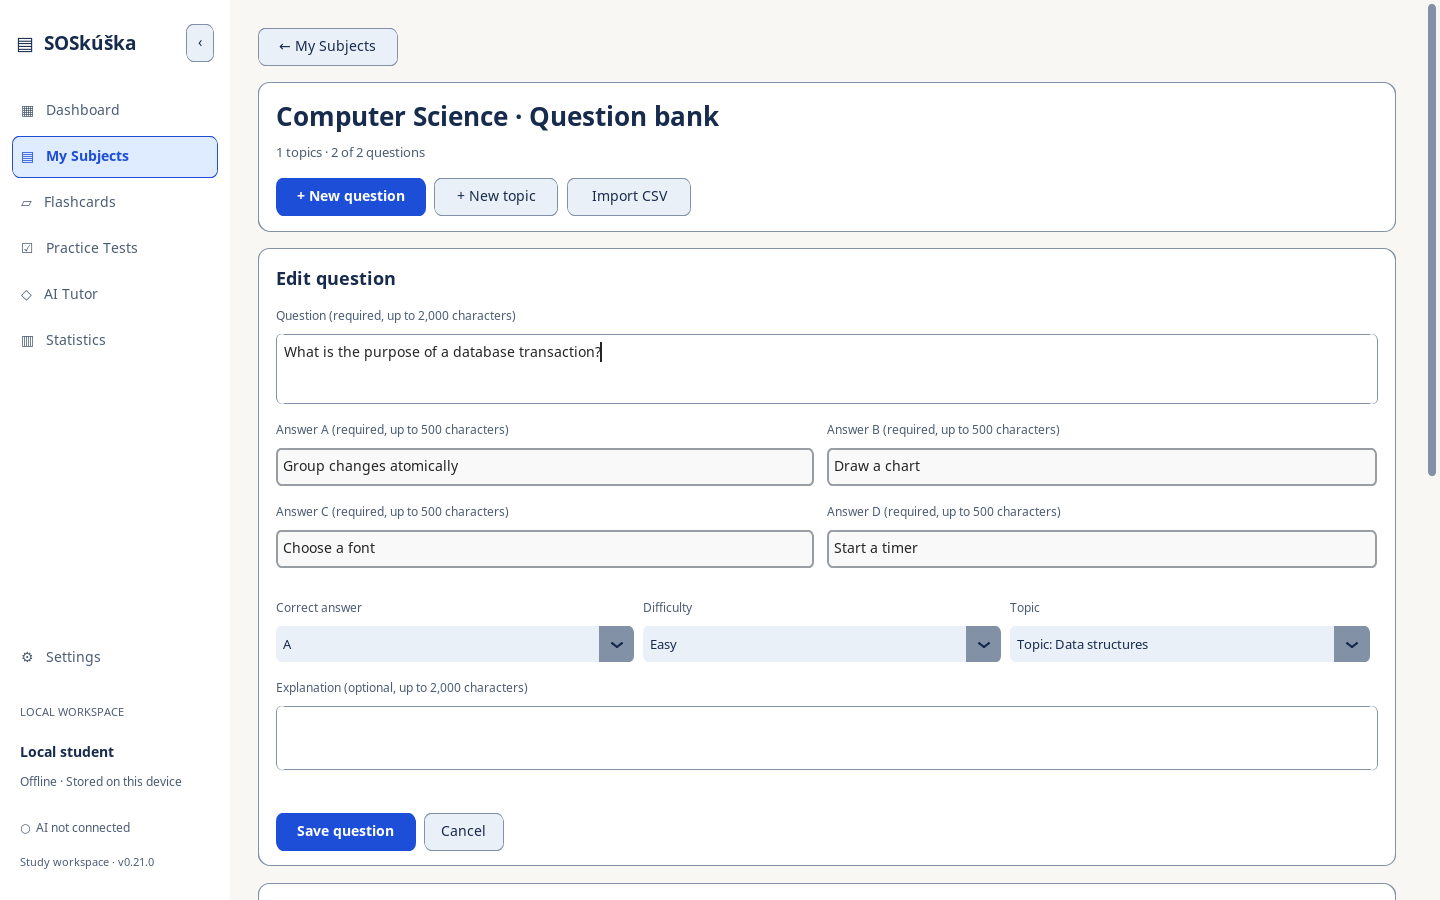 SOSkúška
‹
Dashboard
My Subjects
Flashcards
Practice Tests
AI Tutor
Statistics
Settings
LOCAL WORKSPACE
Local student
Offline · Stored on this device
AI not connected
Study workspace · v0.21.0
← My Subjects
Computer Science · Question bank
1 topics · 2 of 2 questions
+ New question
+ New topic
Import CSV
Edit question
Question (required, up to 2,000 characters)
What is the purpose of a database transaction?
Answer A (required, up to 500 characters)
Answer B (required, up to 500 characters)
Group changes atomically
Draw a chart
Answer C (required, up to 500 characters)
Answer D (required, up to 500 characters)
Choose a font
Start a timer
Correct answer
Difficulty
Topic
A
Easy
Topic: Data structures
Explanation (optional, up to 2,000 characters)
Save question
Cancel